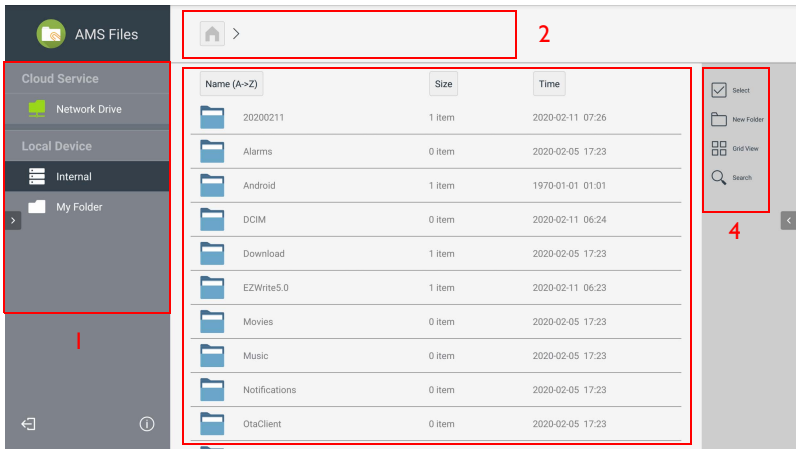 AMS Files
2
Cloud Service
Network Drive
Local Device
Internal
My Folder
1
Name (A->Z) Size Time
20200211 1 item 2020-02-11 07:26
Alarms 0 item 2020-02-05 17:23
Android 1 item 1970-01-01 01:01
DCIM 0 item 2020-02-11 06:24
Download 1 item 2020-02-05 17:23
EZWrite5.0 1 item 2020-02-11 06:23
Movies 0 item 2020-02-05 17:23
Music 0 item 2020-02-05 17:23
Notifications 0 item 2020-02-05 17:23
OtaClient 0 item 2020-02-05 17:23
Select
New Folder
Grid View
Search
4